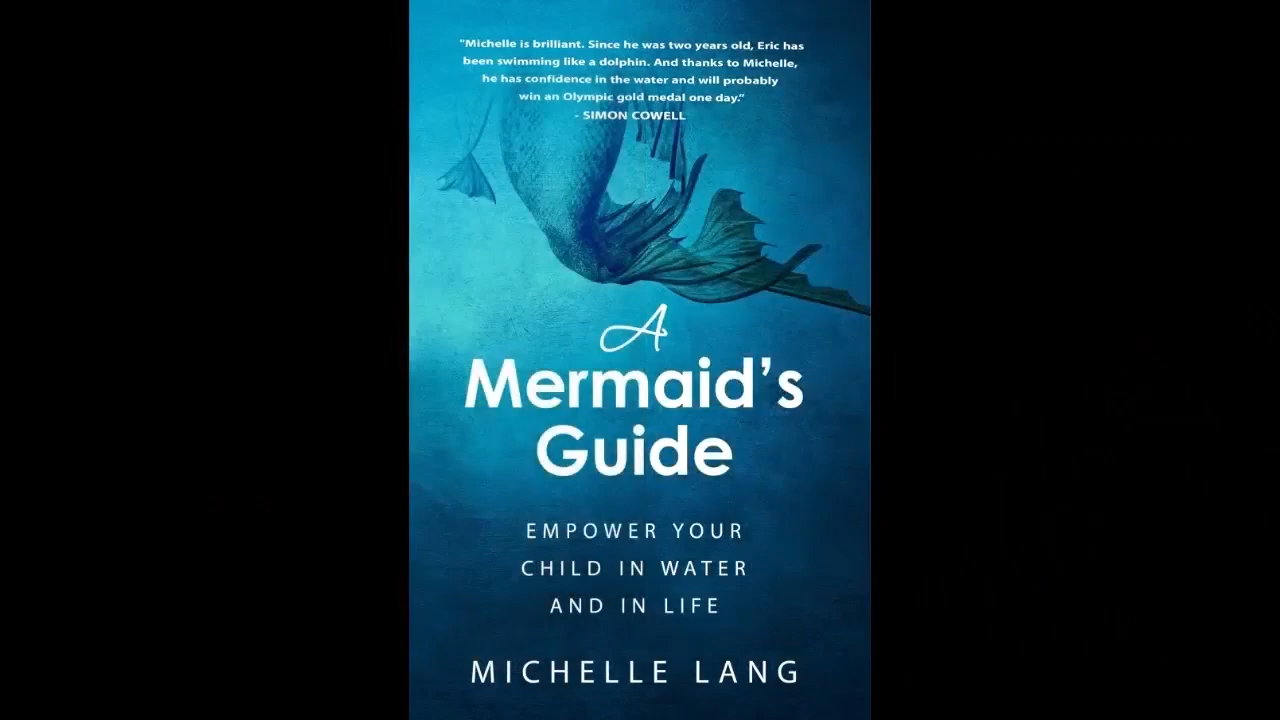 "Michelle is brilliant. Since he was two years old, Eric has
been swimming like a dolphin. And thanks to Michelle,
he has confidence in the water and will probably
win an Olympic gold medal one day."
- SIMON COWELL
A
Mermaid's
Guide
EMPOWER YOUR
CHILD IN WATER
AND IN LIFE
MICHELLE LANG